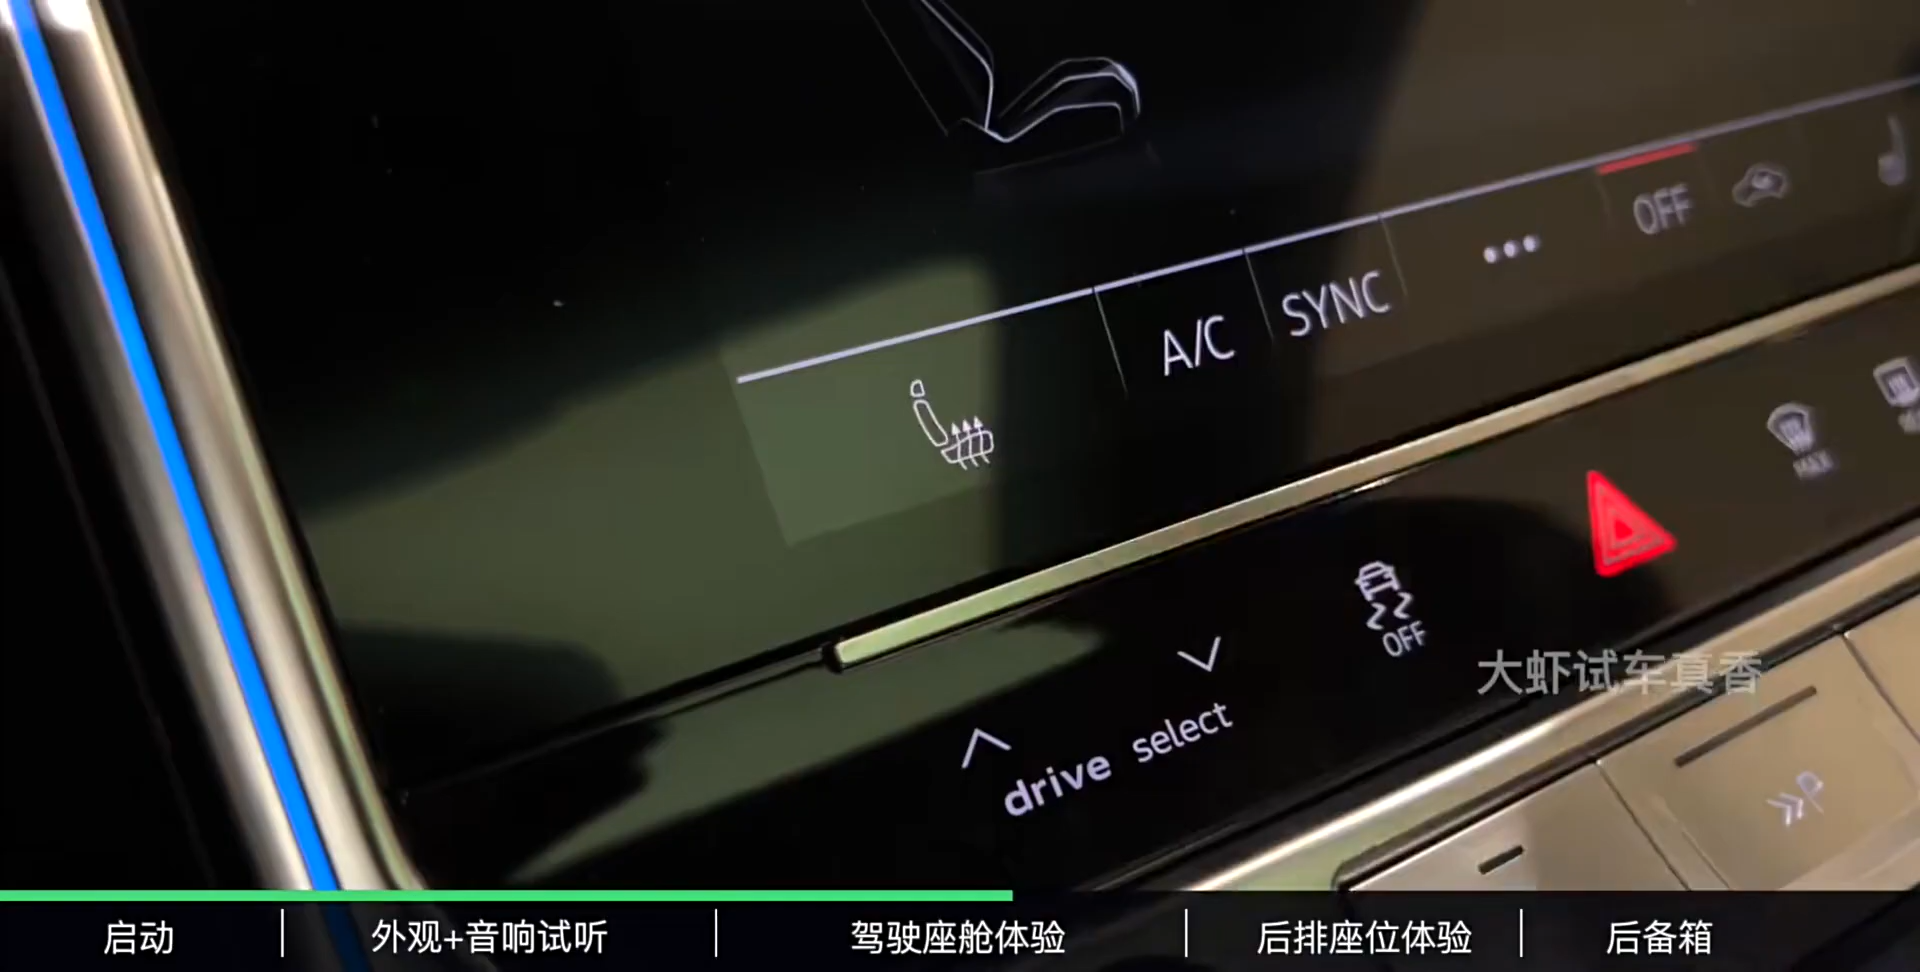 OFF
SYNC
A/C
MAX
OFF
drive select
大虾试车真香
启动
外观+音响试听
驾驶座舱体验
后排座位体验
后备箱